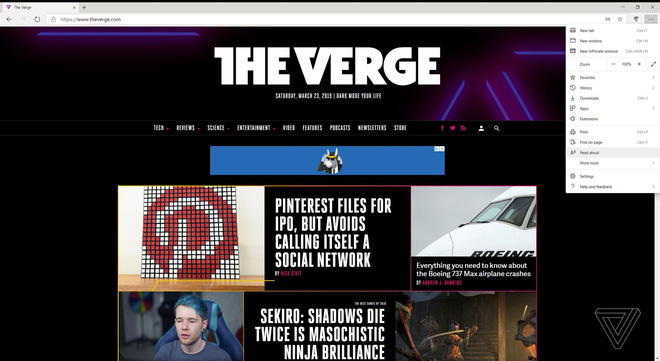 The Verge
https://www.theverge.com
New tab Ctrl+T
New window Ctrl+N
New InPrivate window Ctrl+Shift+N
Zoom 100%
Favorites
History
Downloads Ctrl+J
Apps
Extensions
Print Ctrl+P
Find on page Ctrl+F
Read aloud
More tools
Settings
Help and feedback
THE VERGE
SATURDAY, MARCH 23, 2019 | DARK MODE YOUR LIFE
TECH REVIEWS SCIENCE ENTERTAINMENT VIDEO FEATURES PODCASTS NEWSLETTERS STORE
PINTEREST FILES FOR
IPO, BUT AVOIDS
CALLING ITSELF A
SOCIAL NETWORK
BY NICK STATT
BOEING
Everything you need to know about
the Boeing 737 Max airplane crashes
BY ANDREW J. HAWKINS
THE BEST GAMES OF 2019
SEKIRO: SHADOWS DIE
TWICE IS MASOCHISTIC
NINJA BRILLIANCE